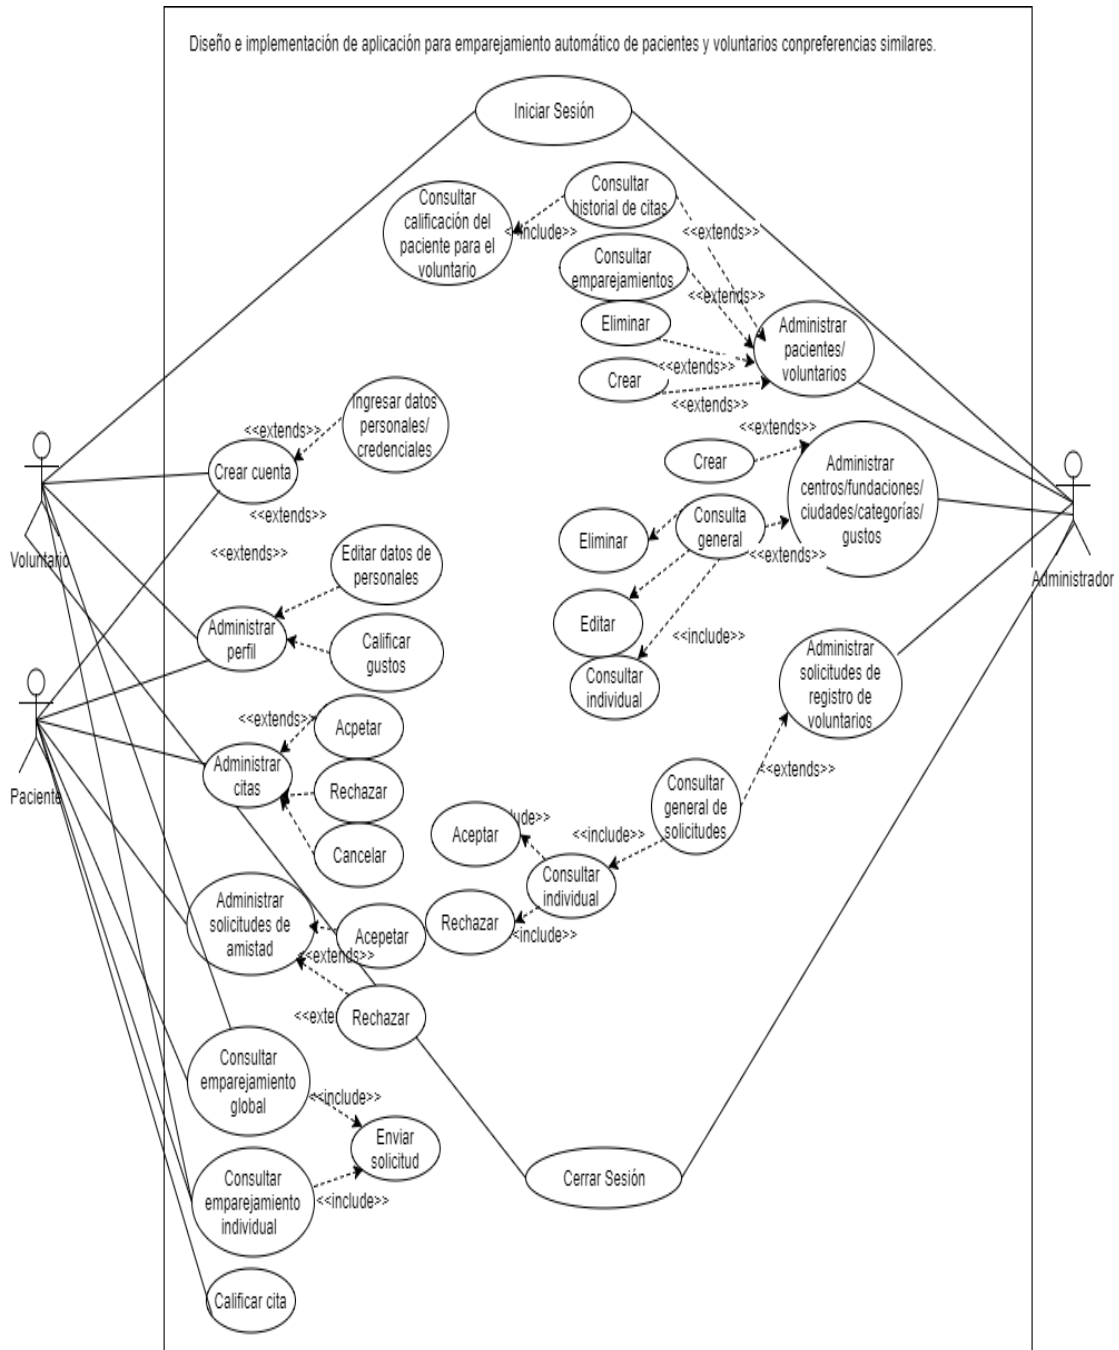 Diseño e implementación de aplicación para emparejamiento automático de pacientes y voluntarios conpreferencias similares.
Iniciar Sesión
Consultar
historial de citas
Consultar
calificación del
paciente para el
voluntario
<<include>>
<<extends>>
Consultar
emparejamientos
<<extends>>
Eliminar
Administrar
pacientes/
voluntarios
<<extends>>
Crear
<<extends>>
Ingresar datos
personales/
credenciales
<<extends>>
Crear cuenta
<<extends>>
Crear
Administrar
centros/fundaciones/
ciudades/categorías/
gustos
Consulta
general
<<extends>>
Eliminar
<<extends>>
<<extends>>
Voluntario
Administrador
Editar datos de
personales
Administrar
perfil
Calificar
gustos
Editar
<<include>>
Consultar
individual
Administrar
solicitudes de
registro de
voluntarios
<<extends>>
Acpetar
Administrar
citas
Rechazar
Cancelar
Paciente
<<extends>>
Consultar
general de
solicitudes
Aceptar
ude>>
<<include>>
Consultar
individual
Rechazar
<include>>
Administrar
solicitudes de
amistad
Acepetar
<<extends>>
<<exte
Rechazar
Consultar
emparejamiento
global
<<include>>
Enviar
solicitud
Consultar
emparejamiento
individual
<<include>>
Cerrar Sesión
Calificar cita